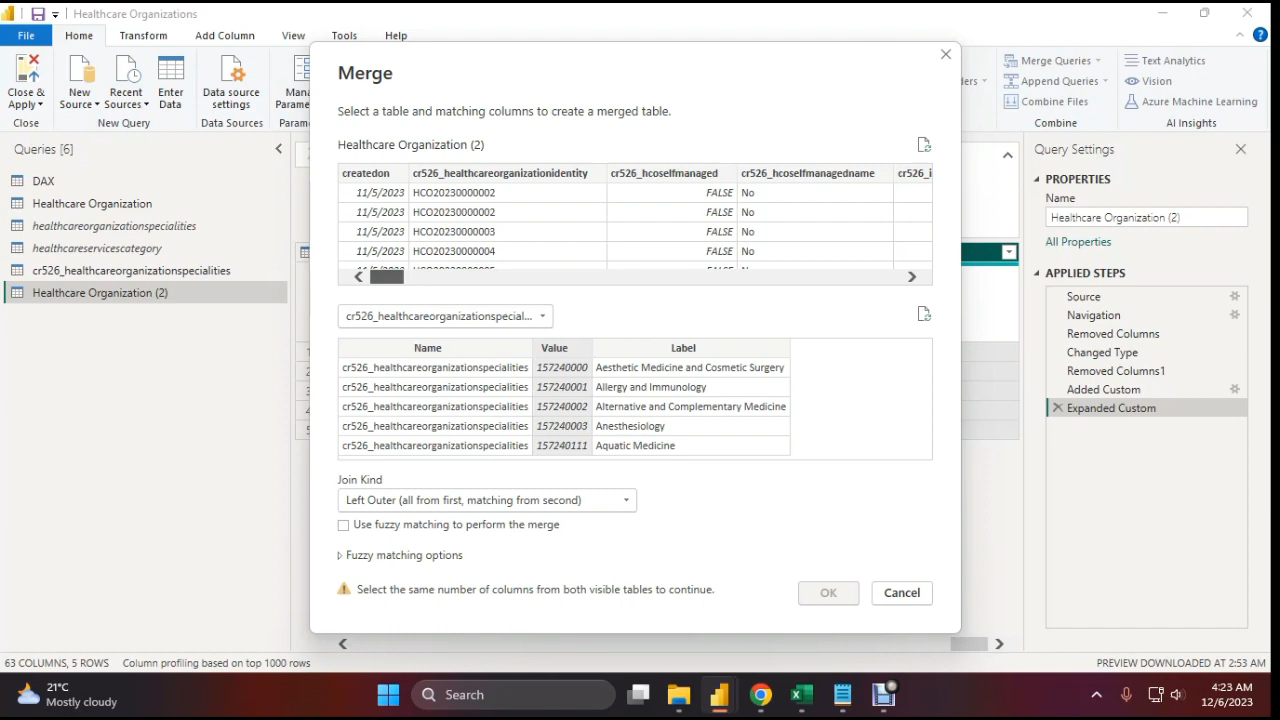 Healthcare Organizations
File Home Transform Add Column View Tools Help
Close & Apply
New Source
Recent Sources
Enter Data
Data source settings
Merge Queries
Append Queries
Combine Files
Text Analytics
Vision
Azure Machine Learning
Close New Query Data Sources Combine AI Insights
Queries [6]
DAX
Healthcare Organization
healthcareorganizationspecialities
healthcareservicescategory
cr526_healthcareorganizationspecialities
Healthcare Organization (2)
Merge
Select a table and matching columns to create a merged table.
Healthcare Organization (2)
createdon cr526_healthcareorganizationidentity cr526_hcoselfmanaged cr526_hcoselfmanagedname
11/5/2023 HCO20230000002 FALSE No
11/5/2023 HCO20230000002 FALSE No
11/5/2023 HCO20230000003 FALSE No
11/5/2023 HCO20230000004 FALSE No
cr526_healthcareorganizationspecial...
Name Value Label
cr526_healthcareorganizationspecialities 157240000 Aesthetic Medicine and Cosmetic Surgery
cr526_healthcareorganizationspecialities 157240001 Allergy and Immunology
cr526_healthcareorganizationspecialities 157240002 Alternative and Complementary Medicine
cr526_healthcareorganizationspecialities 157240003 Anesthesiology
cr526_healthcareorganizationspecialities 157240111 Aquatic Medicine
Join Kind
Left Outer (all from first, matching from second)
Use fuzzy matching to perform the merge
Fuzzy matching options
Select the same number of columns from both visible tables to continue.
OK Cancel
Query Settings
PROPERTIES
Name
Healthcare Organization (2)
All Properties
APPLIED STEPS
Source
Navigation
Removed Columns
Changed Type
Removed Columns1
Added Custom
Expanded Custom
63 COLUMNS, 5 ROWS Column profiling based on top 1000 rows PREVIEW DOWNLOADED AT 2:53 AM
21°C
Mostly cloudy
Search
4:23 AM
12/6/2023